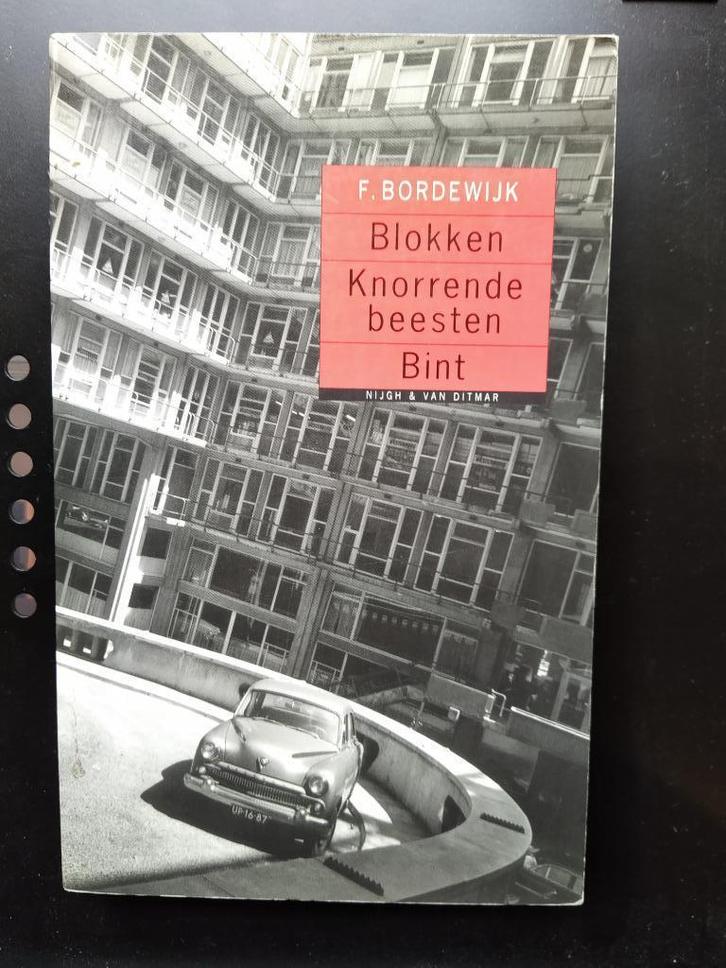 F. BORDEWIJK
Blokken
Knorrende
beesten
Bint
NIJGH & VAN DITMAR
UP-16-87